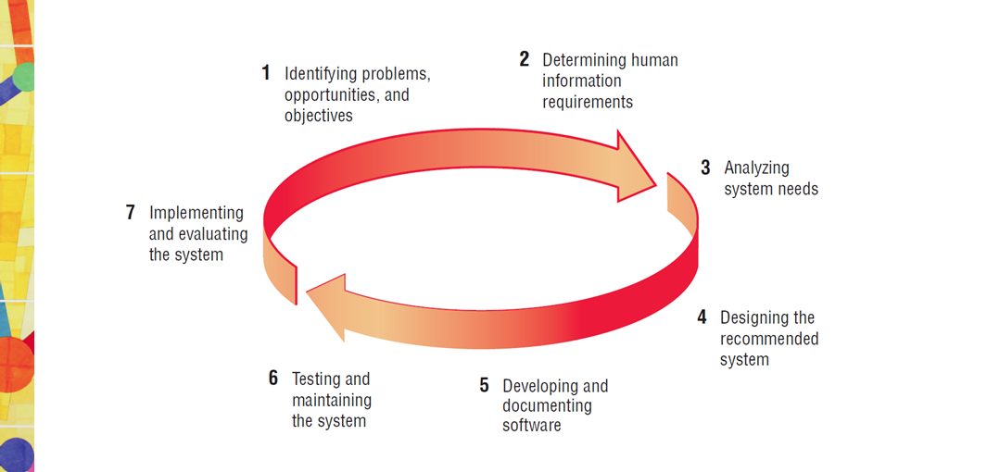 1 Identifying problems,
opportunities, and
objectives
2 Determining human
information
requirements
3 Analyzing
system needs
4 Designing the
recommended
system
5 Developing and
documenting
software
6 Testing and
maintaining
the system
7 Implementing
and evaluating
the system